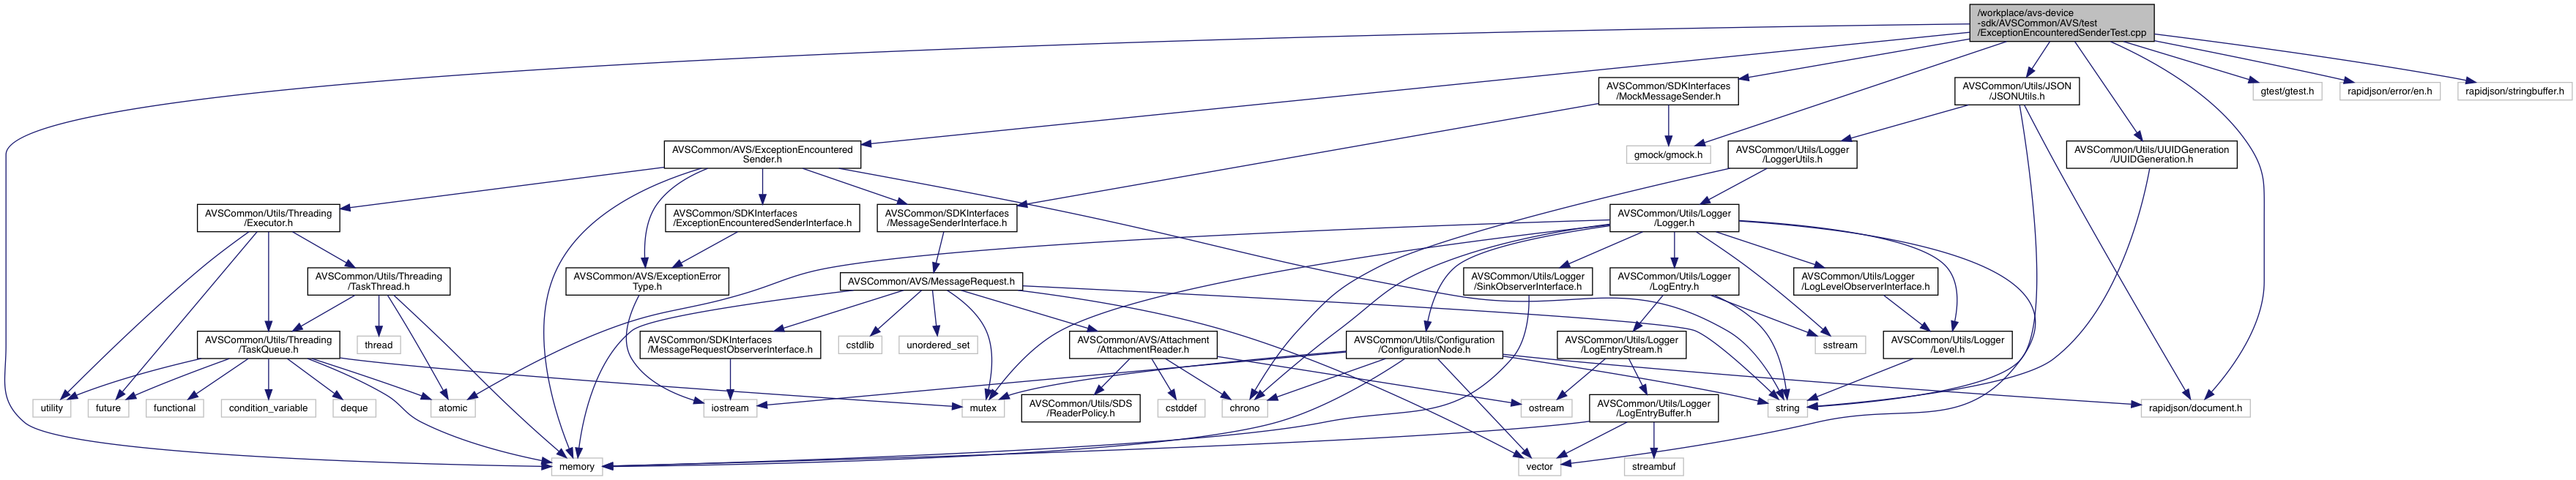 /workplace/avs-device
-sdk/AVSCommon/AVS/test
/ExceptionEncounteredSenderTest.cpp
AVSCommon/SDKInterfaces
/MockMessageSender.h
AVSCommon/Utils/JSON
/JSONUtils.h
gtest/gtest.h
rapidjson/error/en.h
rapidjson/stringbuffer.h
AVSCommon/AVS/ExceptionEncountered
Sender.h
gmock/gmock.h
AVSCommon/Utils/Logger
/LoggerUtils.h
AVSCommon/Utils/UUIDGeneration
/UUIDGeneration.h
AVSCommon/Utils/Threading
/Executor.h
AVSCommon/SDKInterfaces
/ExceptionEncounteredSenderInterface.h
AVSCommon/SDKInterfaces
/MessageSenderInterface.h
AVSCommon/Utils/Logger
/Logger.h
AVSCommon/Utils/Threading
/TaskThread.h
AVSCommon/AVS/ExceptionError
Type.h
AVSCommon/AVS/MessageRequest.h
AVSCommon/Utils/Logger
/SinkObserverInterface.h
AVSCommon/Utils/Logger
/LogEntry.h
AVSCommon/Utils/Logger
/LogLevelObserverInterface.h
AVSCommon/Utils/Threading
/TaskQueue.h
thread
AVSCommon/SDKInterfaces
/MessageRequestObserverInterface.h
cstdlib
unordered_set
AVSCommon/AVS/Attachment
/AttachmentReader.h
AVSCommon/Utils/Configuration
/ConfigurationNode.h
AVSCommon/Utils/Logger
/LogEntryStream.h
sstream
AVSCommon/Utils/Logger
/Level.h
utility
future
functional
condition_variable
deque
atomic
iostream
mutex
AVSCommon/Utils/SDS
/ReaderPolicy.h
cstddef
chrono
ostream
AVSCommon/Utils/Logger
/LogEntryBuffer.h
string
rapidjson/document.h
memory
vector
streambuf